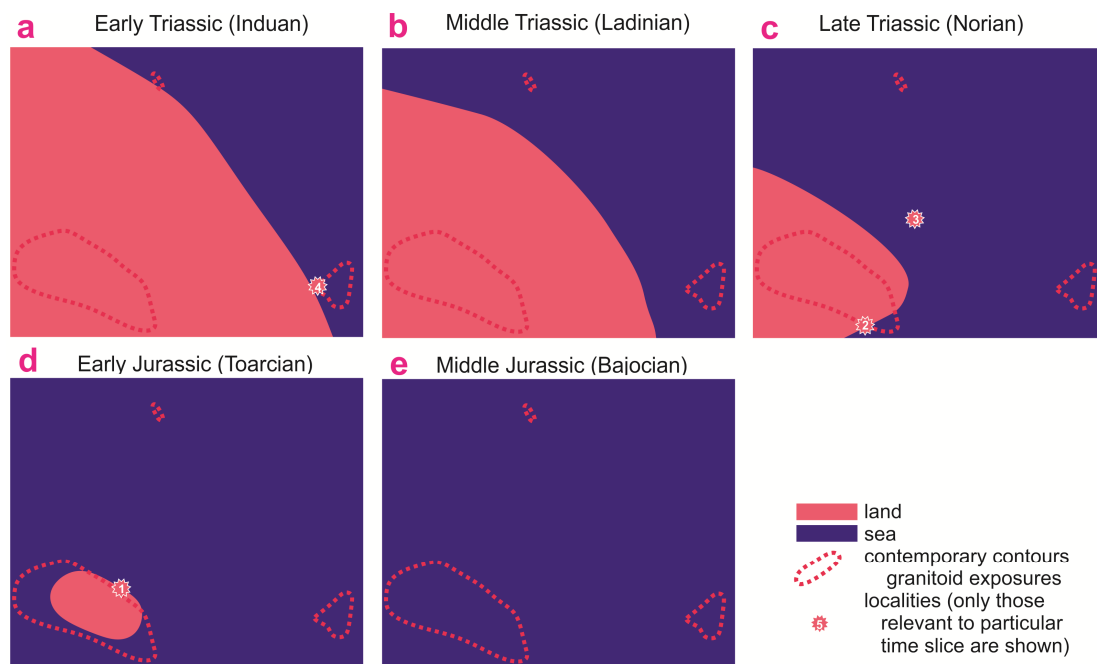 a Early Triassic (Induan)
b Middle Triassic (Ladinian)
c Late Triassic (Norian)
4
3
2
d Early Jurassic (Toarcian)
e Middle Jurassic (Bajocian)
1
land
sea
contemporary contours
granitoid exposures
localities (only those
5 relevant to particular
time slice are shown)